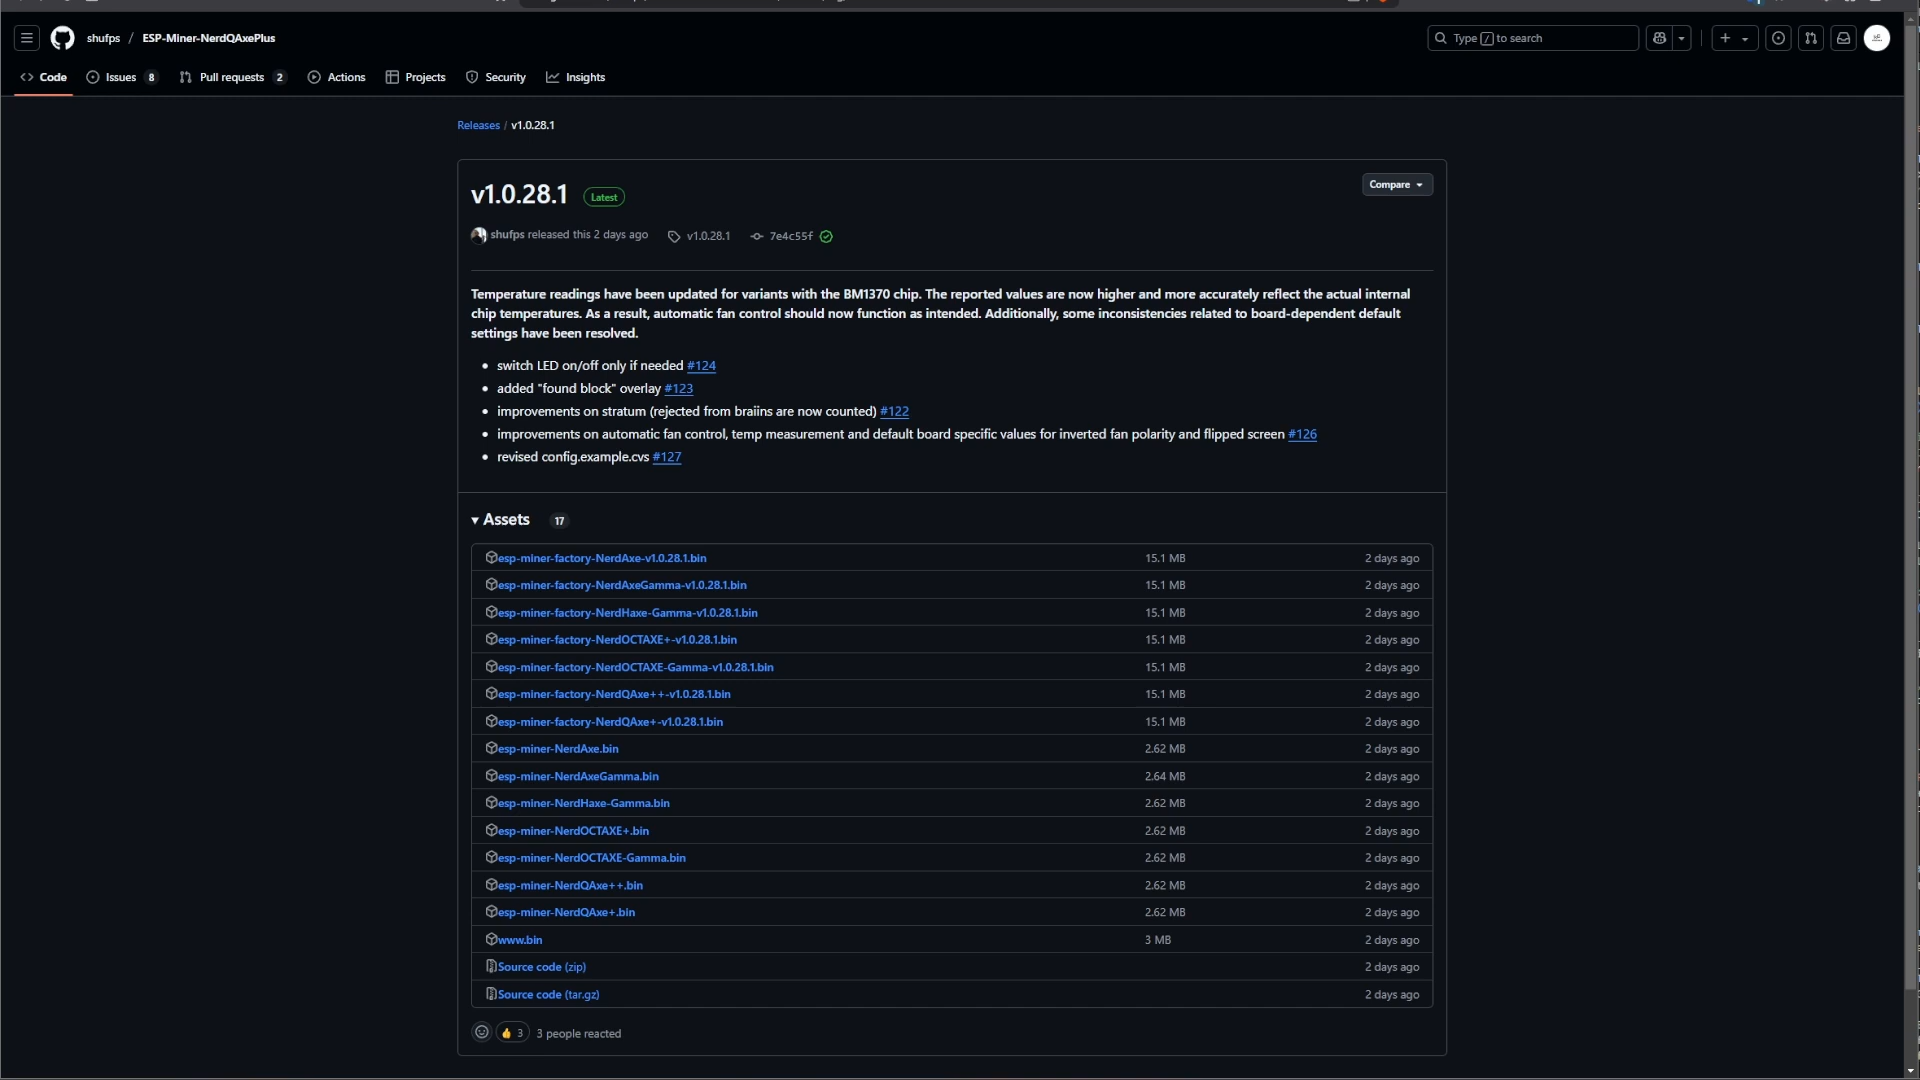 shufps / ESP-Miner-NerdQAxePlus
Type / to search
Code
Issues 8
Pull requests 2
Actions
Projects
Security
Insights
Releases / v1.0.28.1
v1.0.28.1 Latest
Compare
shufps released this 2 days ago v1.0.28.1 7e4c55f
Temperature readings have been updated for variants with the BM1370 chip. The reported values are now higher and more accurately reflect the actual internal
chip temperatures. As a result, automatic fan control should now function as intended. Additionally, some inconsistencies related to board-dependent default
settings have been resolved.
• switch LED on/off only if needed #124
• added "found block" overlay #123
• improvements on stratum (rejected from braiins are now counted) #122
• improvements on automatic fan control, temp measurement and default board specific values for inverted fan polarity and flipped screen #126
• revised config.example.cvs #127
Assets 17
esp-miner-factory-NerdAxe-v1.0.28.1.bin 15.1 MB 2 days ago
esp-miner-factory-NerdAxeGamma-v1.0.28.1.bin 15.1 MB 2 days ago
esp-miner-factory-NerdHaxe-Gamma-v1.0.28.1.bin 15.1 MB 2 days ago
esp-miner-factory-NerdOCTAXE+-v1.0.28.1.bin 15.1 MB 2 days ago
esp-miner-factory-NerdOCTAXE-Gamma-v1.0.28.1.bin 15.1 MB 2 days ago
esp-miner-factory-NerdQAxe++-v1.0.28.1.bin 15.1 MB 2 days ago
esp-miner-factory-NerdQAxe+-v1.0.28.1.bin 15.1 MB 2 days ago
esp-miner-NerdAxe.bin 2.62 MB 2 days ago
esp-miner-NerdAxeGamma.bin 2.64 MB 2 days ago
esp-miner-NerdHaxe-Gamma.bin 2.62 MB 2 days ago
esp-miner-NerdOCTAXE+.bin 2.62 MB 2 days ago
esp-miner-NerdOCTAXE-Gamma.bin 2.62 MB 2 days ago
esp-miner-NerdQAxe++.bin 2.62 MB 2 days ago
esp-miner-NerdQAxe+.bin 2.62 MB 2 days ago
www.bin 3 MB 2 days ago
Source code (zip) 2 days ago
Source code (tar.gz) 2 days ago
3 3 people reacted